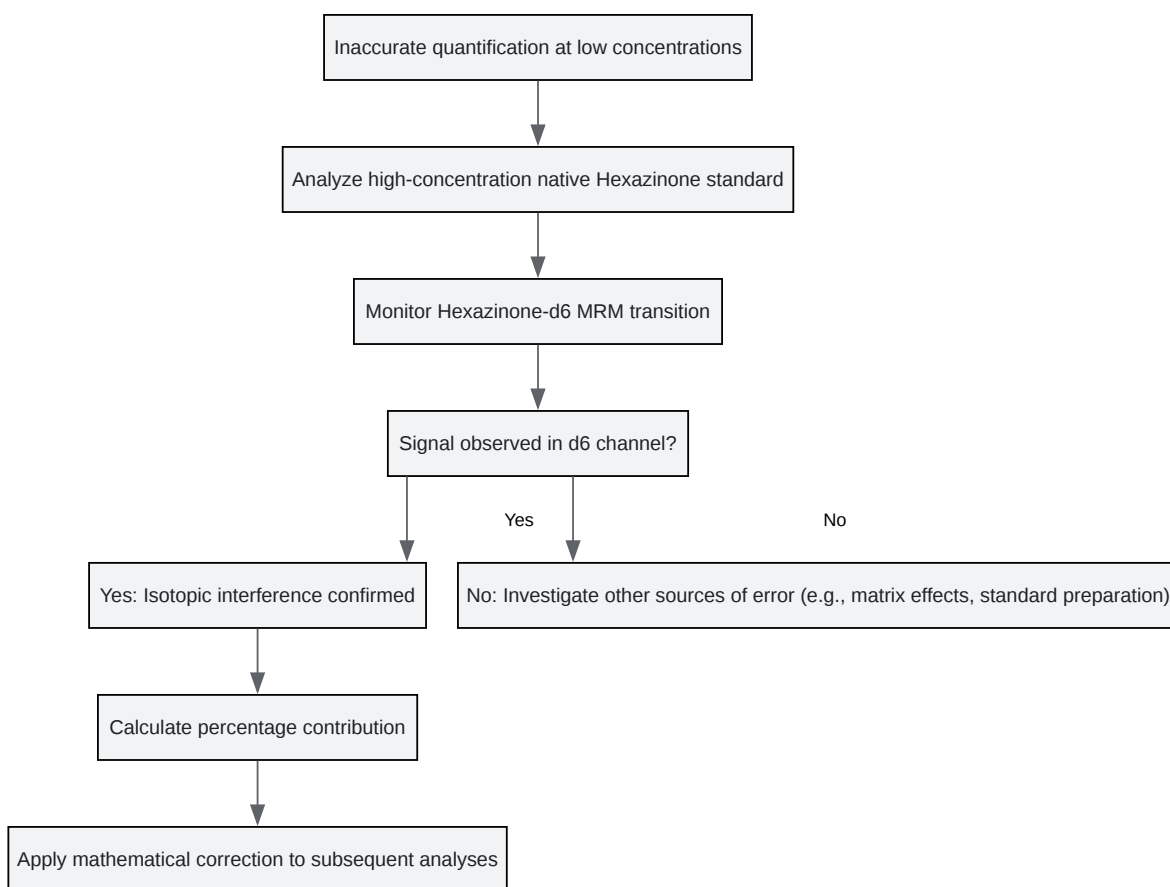 Inaccurate quantification at low concentrations
Analyze high-concentration native Hexazinone standard
Monitor Hexazinone-d6 MRM transition
Signal observed in d6 channel?
Yes
No
Yes: Isotopic interference confirmed
No: Investigate other sources of error (e.g., matrix effects, standard preparation)
Calculate percentage contribution
Apply mathematical correction to subsequent analyses